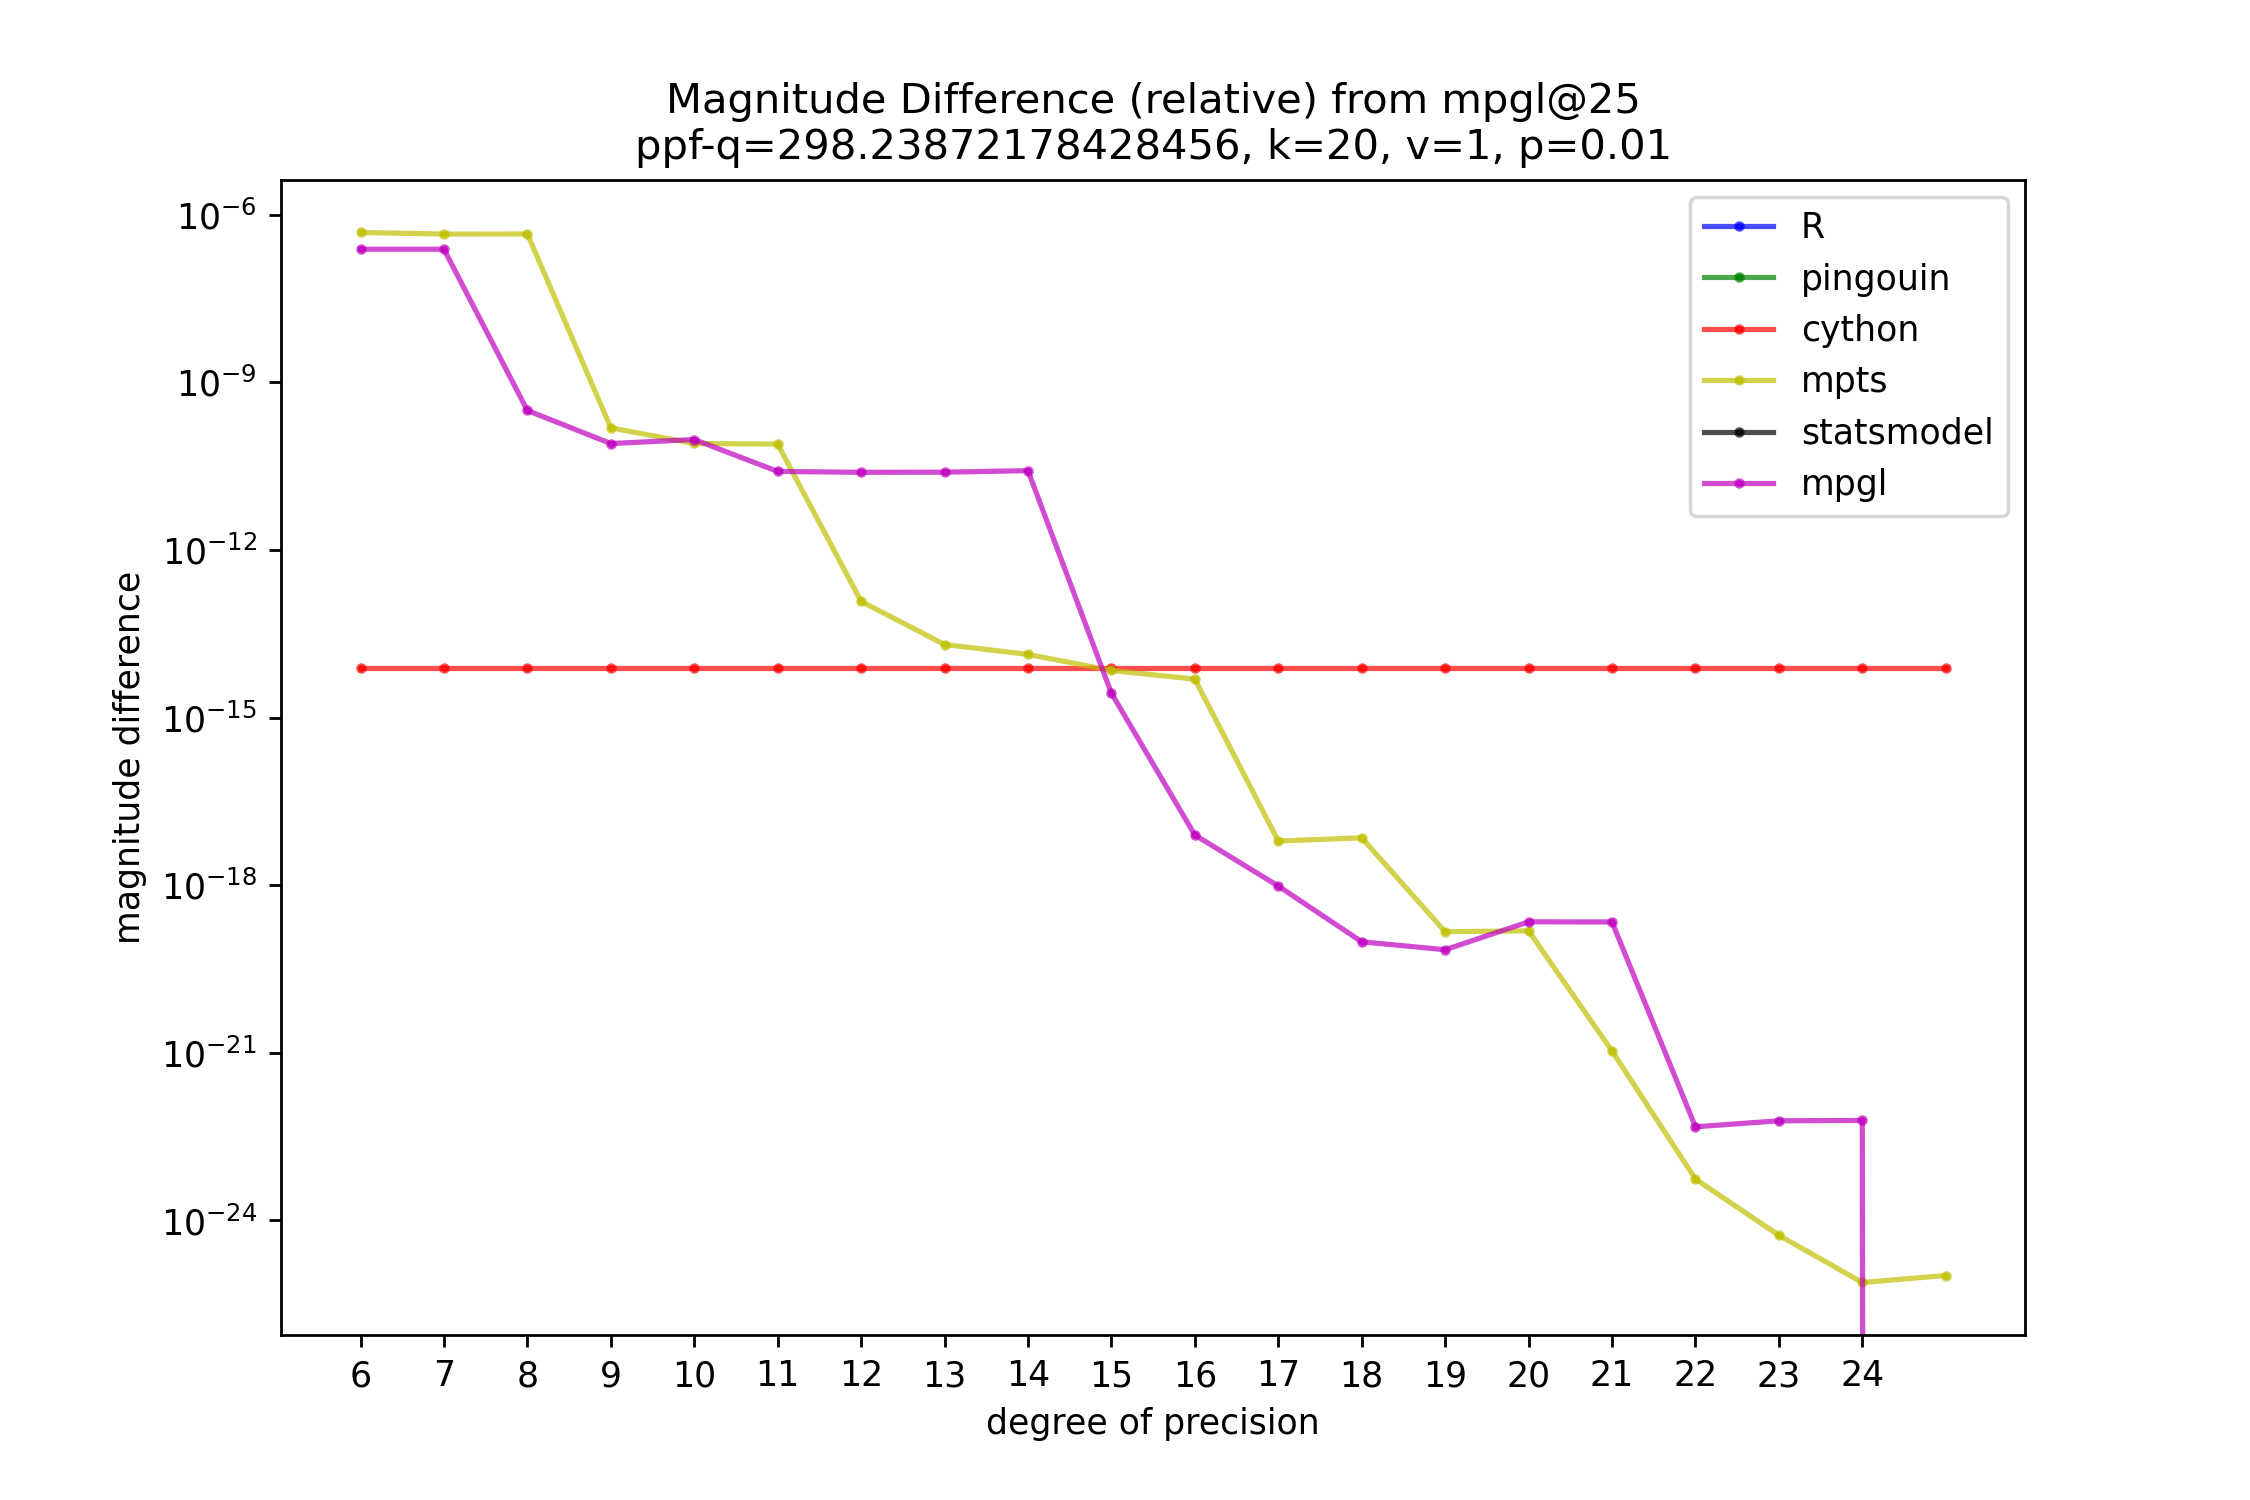 Magnitude Difference (relative) from mpgl@25
ppf-q=298.23872178428456, k=20, v=1, p=0.01
R
pingouin
cython
mpts
statsmodel
mpgl
magnitude difference
10⁻⁶
10⁻⁹
10⁻¹²
10⁻¹⁵
10⁻¹⁸
10⁻²¹
10⁻²⁴
6 7 8 9 10 11 12 13 14 15 16 17 18 19 20 21 22 23 24
degree of precision